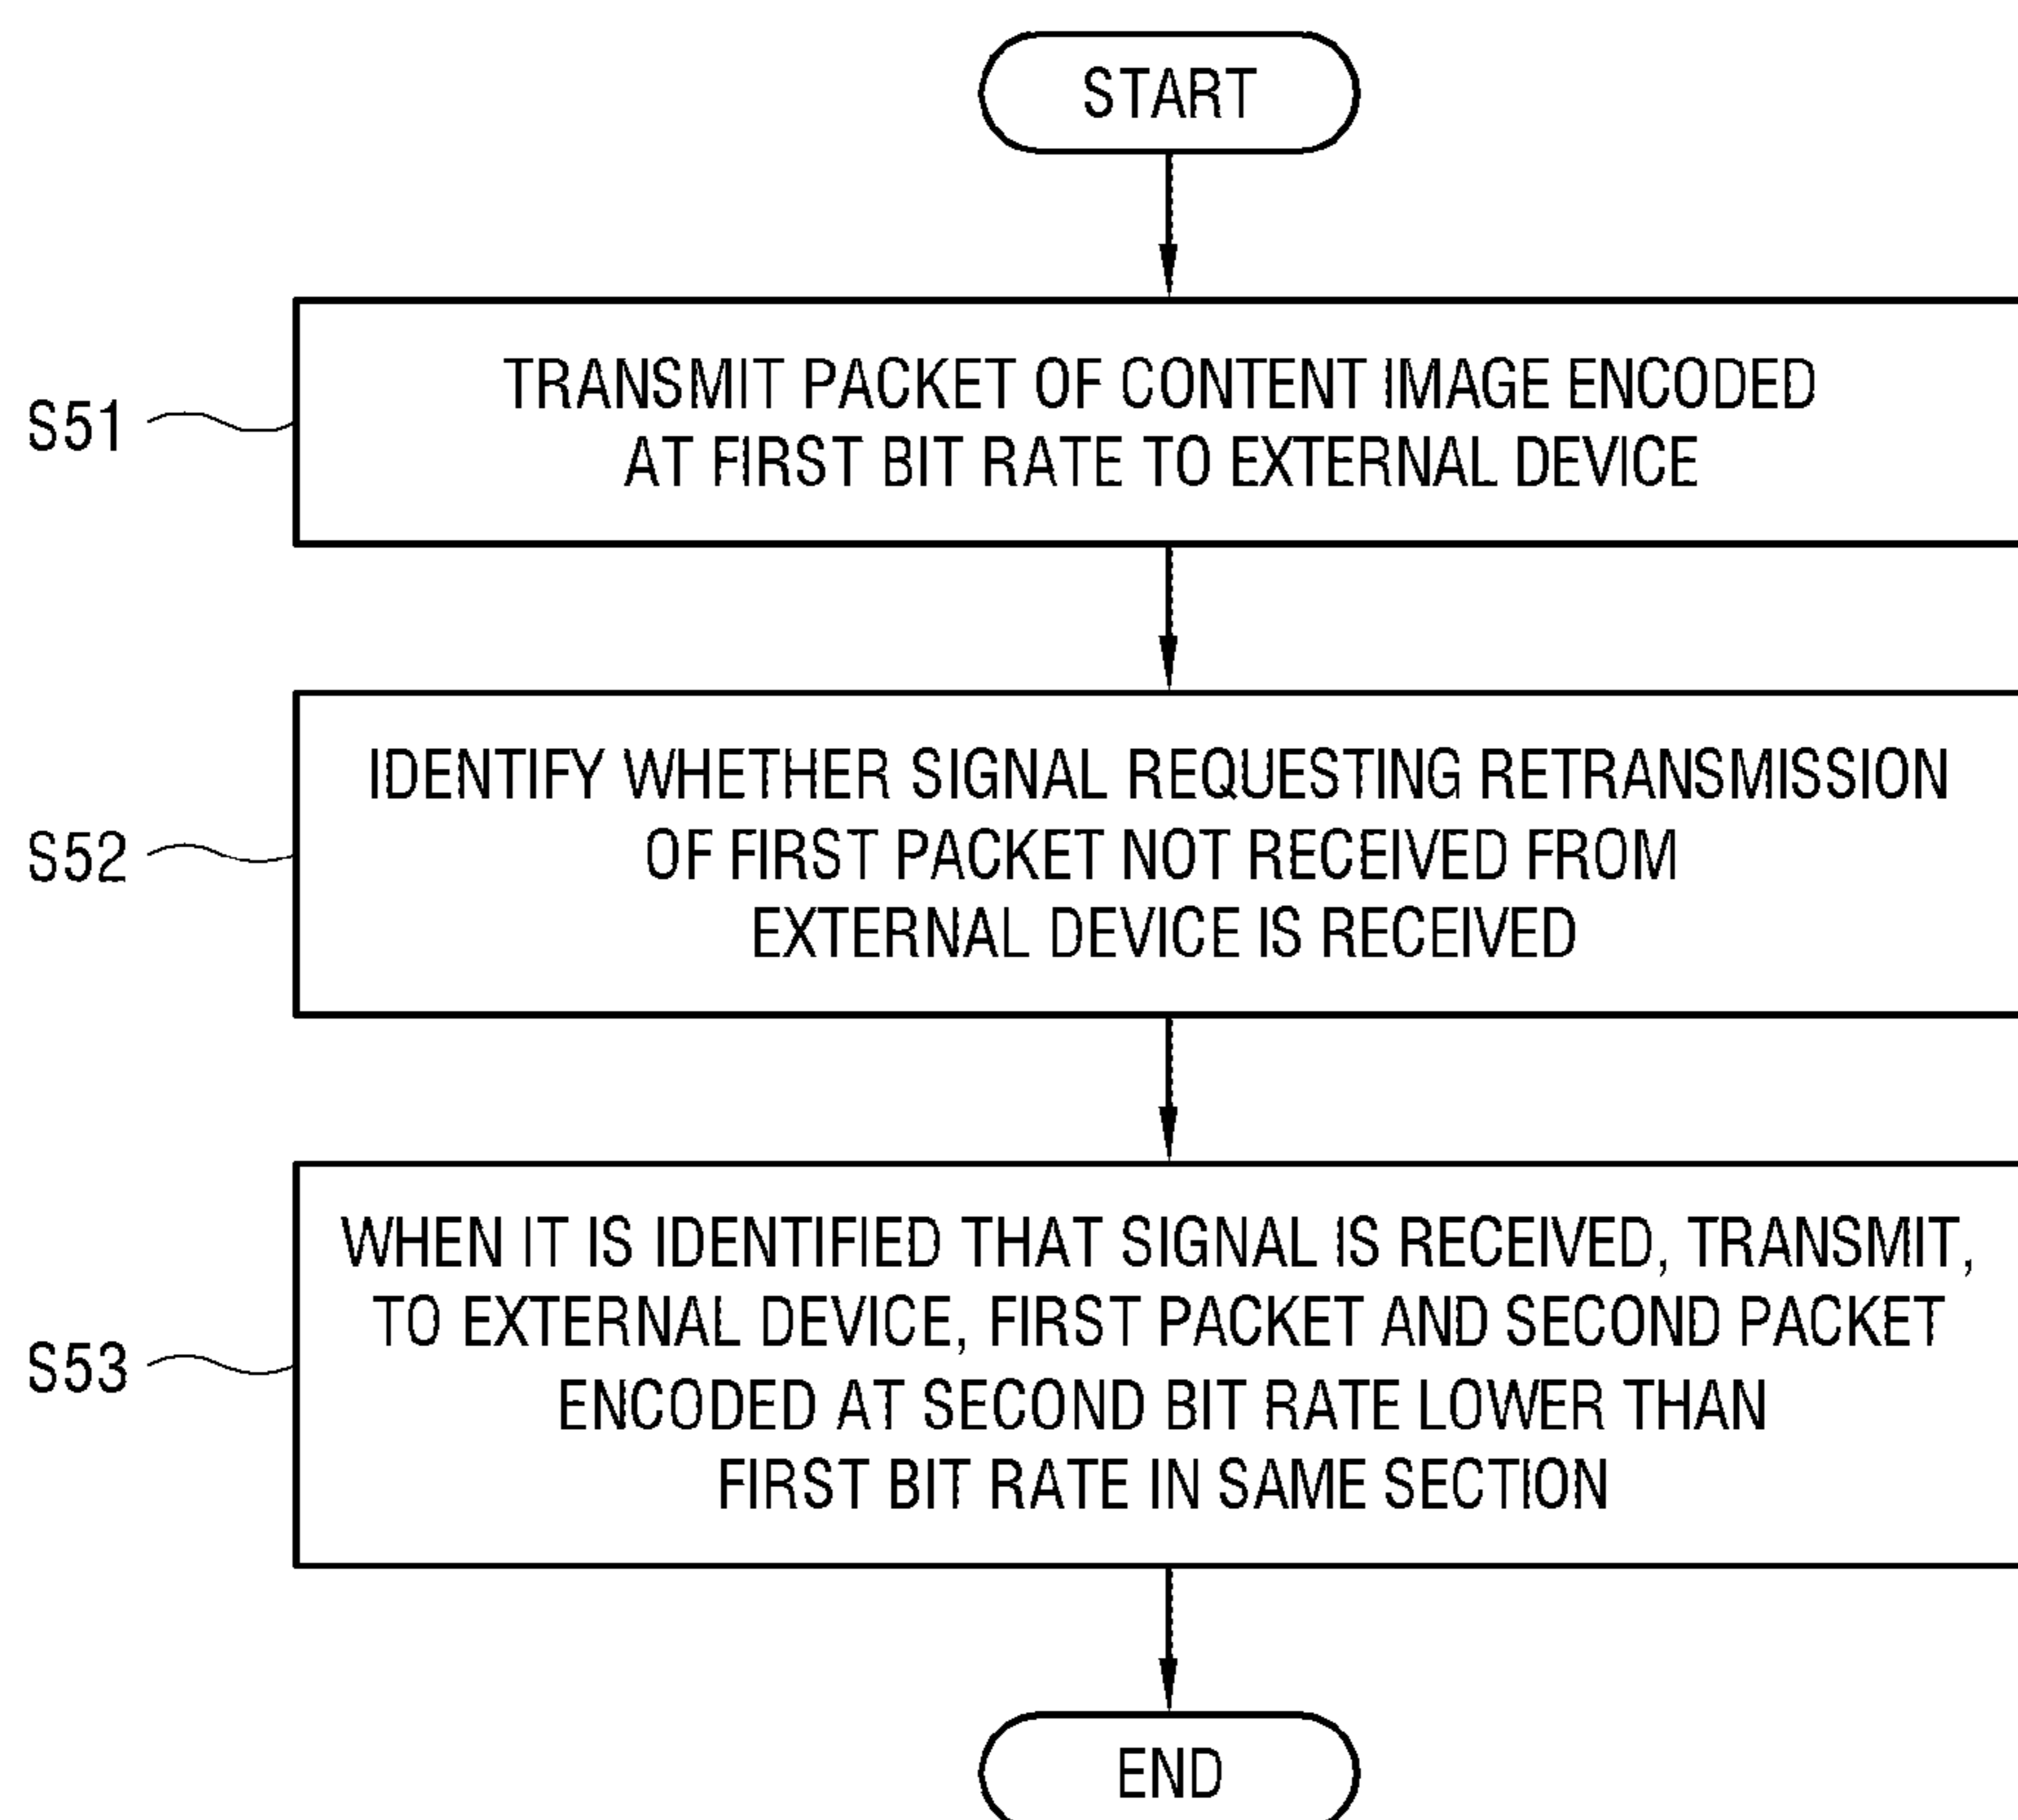 START
S51
TRANSMIT PACKET OF CONTENT IMAGE ENCODED
AT FIRST BIT RATE TO EXTERNAL DEVICE
S52
IDENTIFY WHETHER SIGNAL REQUESTING RETRANSMISSION
OF FIRST PACKET NOT RECEIVED FROM
EXTERNAL DEVICE IS RECEIVED
S53
WHEN IT IS IDENTIFIED THAT SIGNAL IS RECEIVED, TRANSMIT,
TO EXTERNAL DEVICE, FIRST PACKET AND SECOND PACKET
ENCODED AT SECOND BIT RATE LOWER THAN
FIRST BIT RATE IN SAME SECTION
END